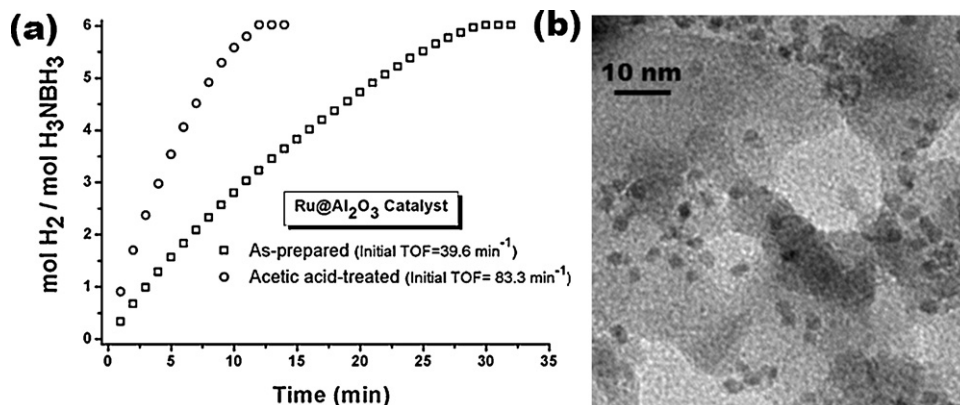 (a)
mol H2 / mol H3NBH3
6
5
4
3
2
1
0
Ru@Al2O3 Catalyst
As-prepared (Initial TOF=39.6 min-1)
Acetic acid-treated (Initial TOF= 83.3 min-1)
0 5 10 15 20 25 30 35
Time (min)
(b)
10 nm